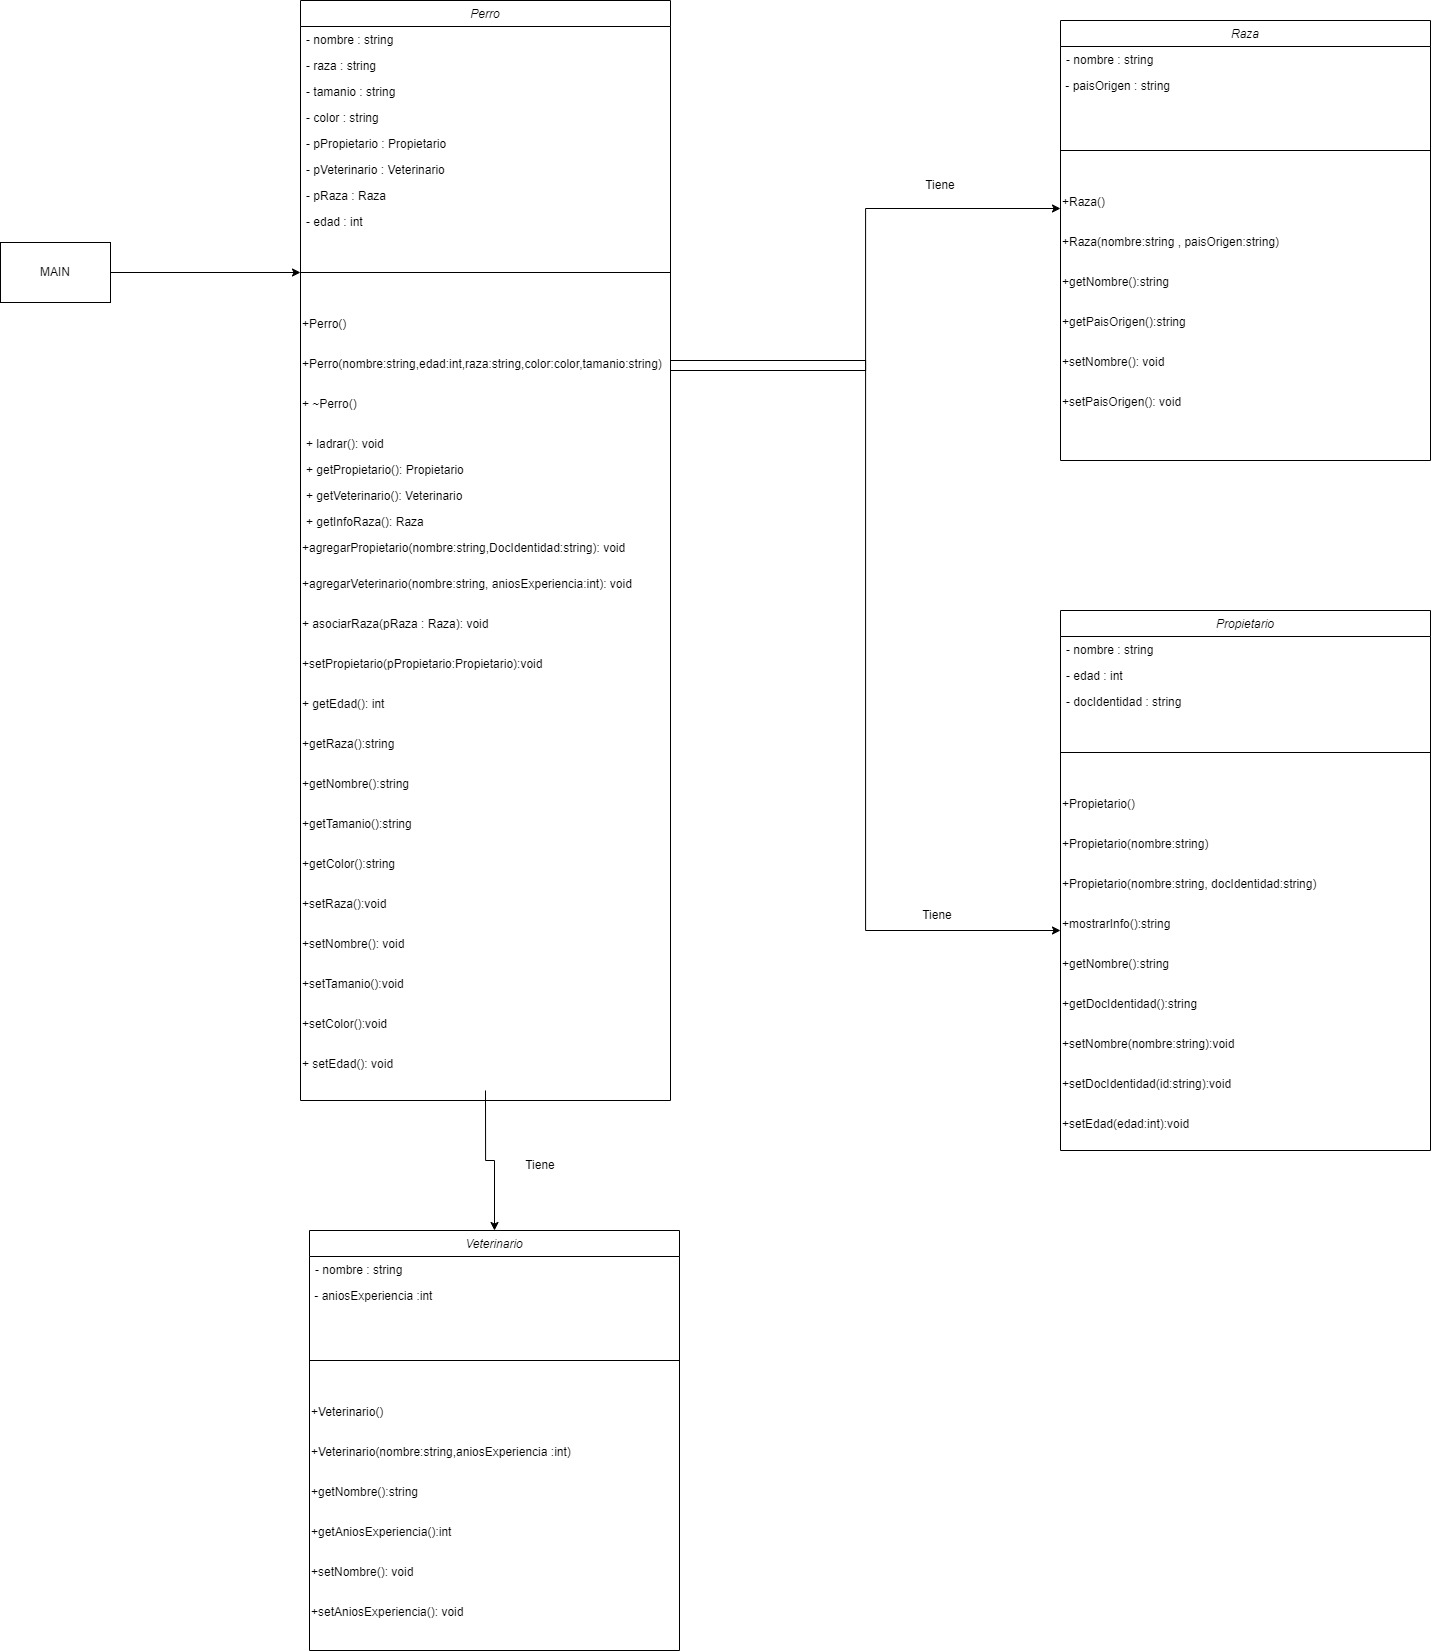 Perro
- nombre : string
- raza : string
- tamanio : string
- color : string
- pPropietario : Propietario
- pVeterinario : Veterinario
- pRaza : Raza
- edad : int
MAIN
+Perro()
+Perro(nombre:string,edad:int,raza:string,color:color,tamanio:string)
+ ~Perro()
+ ladrar(): void
+ getPropietario(): Propietario
+ getVeterinario(): Veterinario
+ getInfoRaza(): Raza
+agregarPropietario(nombre:string,DocIdentidad:string): void
+agregarVeterinario(nombre:string, aniosExperiencia:int): void
+ asociarRaza(pRaza : Raza): void
+setPropietario(pPropietario:Propietario):void
+ getEdad(): int
+getRaza():string
+getNombre():string
+getTamanio():string
+getColor():string
+setRaza():void
+setNombre(): void
+setTamanio():void
+setColor():void
+ setEdad(): void
Tiene
Raza
- nombre : string
- paisOrigen : string
+Raza()
+Raza(nombre:string , paisOrigen:string)
+getNombre():string
+getPaisOrigen():string
+setNombre(): void
+setPaisOrigen(): void
Tiene
Propietario
- nombre : string
- edad : int
- docIdentidad : string
+Propietario()
+Propietario(nombre:string)
+Propietario(nombre:string, docIdentidad:string)
+mostrarInfo():string
+getNombre():string
+getDocIdentidad():string
+setNombre(nombre:string):void
+setDocIdentidad(id:string):void
+setEdad(edad:int):void
Tiene
Veterinario
- nombre : string
- aniosExperiencia :int
+Veterinario()
+Veterinario(nombre:string,aniosExperiencia :int)
+getNombre():string
+getAniosExperiencia():int
+setNombre(): void
+setAniosExperiencia(): void